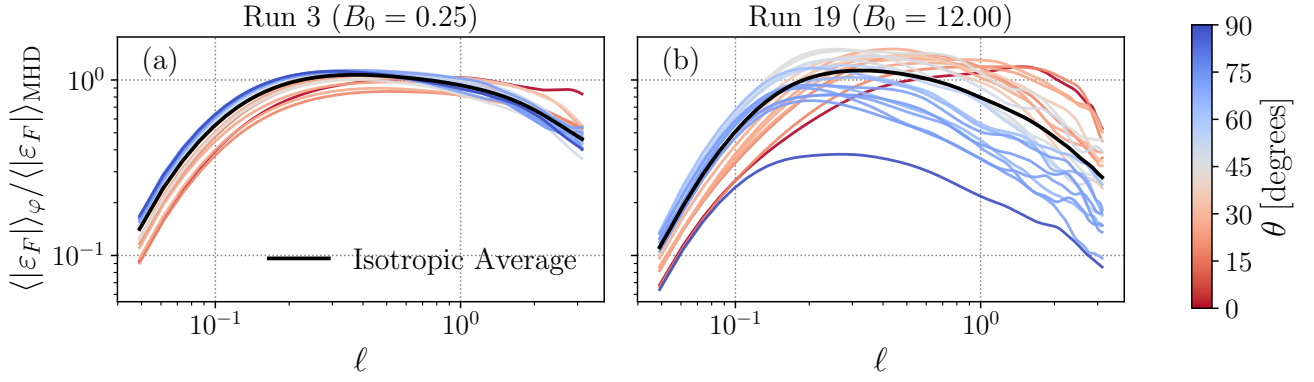 Run 3 (B₀ = 0.25)
Run 19 (B₀ = 12.00)
⟨|ε_F|⟩_φ/⟨|ε_F|⟩_MHD
(a)
(b)
10⁰
10⁻¹
Isotropic Average
10⁻¹
10⁰
10⁻¹
10⁰
ℓ
ℓ
90
75
60
45
30
15
0
θ [degrees]